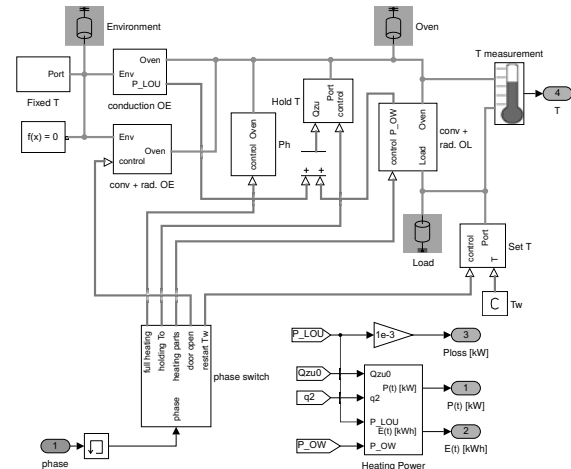 Environment
Oven
T measurement
Port
Fixed T
Oven
Env
P_LOU
conduction OE
Hold T
Qzu
Port
control
4
T
f(x) = 0
Env
Oven
control
conv + rad. OE
control Oven
Ph
control P_OW
Load Oven
conv +
rad. OL
+
+
Load
control
Port
T
Set T
C
Tw
full heating
holding To
heating parts
door open
restart Tw
phase
phase switch
1
phase
P_LOU
1e-3
3
Ploss [kW]
Qzu0
q2
P_OW
Qzu0
P(t) [kW]
q2
P_LOU
E(t) [kWh]
P_OW
Heating Power
1
P(t) [kW]
2
E(t) [kWh]